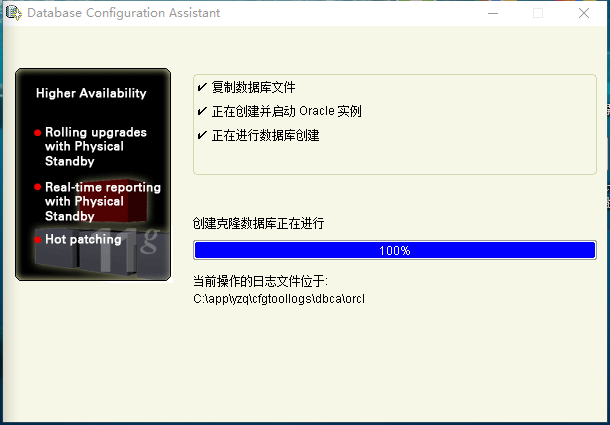 Database Configuration Assistant
Higher Availability
Rolling upgrades
with Physical
Standby
Real-time reporting
with Physical
Standby
Hot patching
11g
✔ 复制数据库文件
✔ 正在创建并启动 Oracle 实例
✔ 正在进行数据库创建
创建克隆数据库正在进行
100%
当前操作的日志文件位于:
C:\app\yzq\cfgtoollogs\dbca\orcl